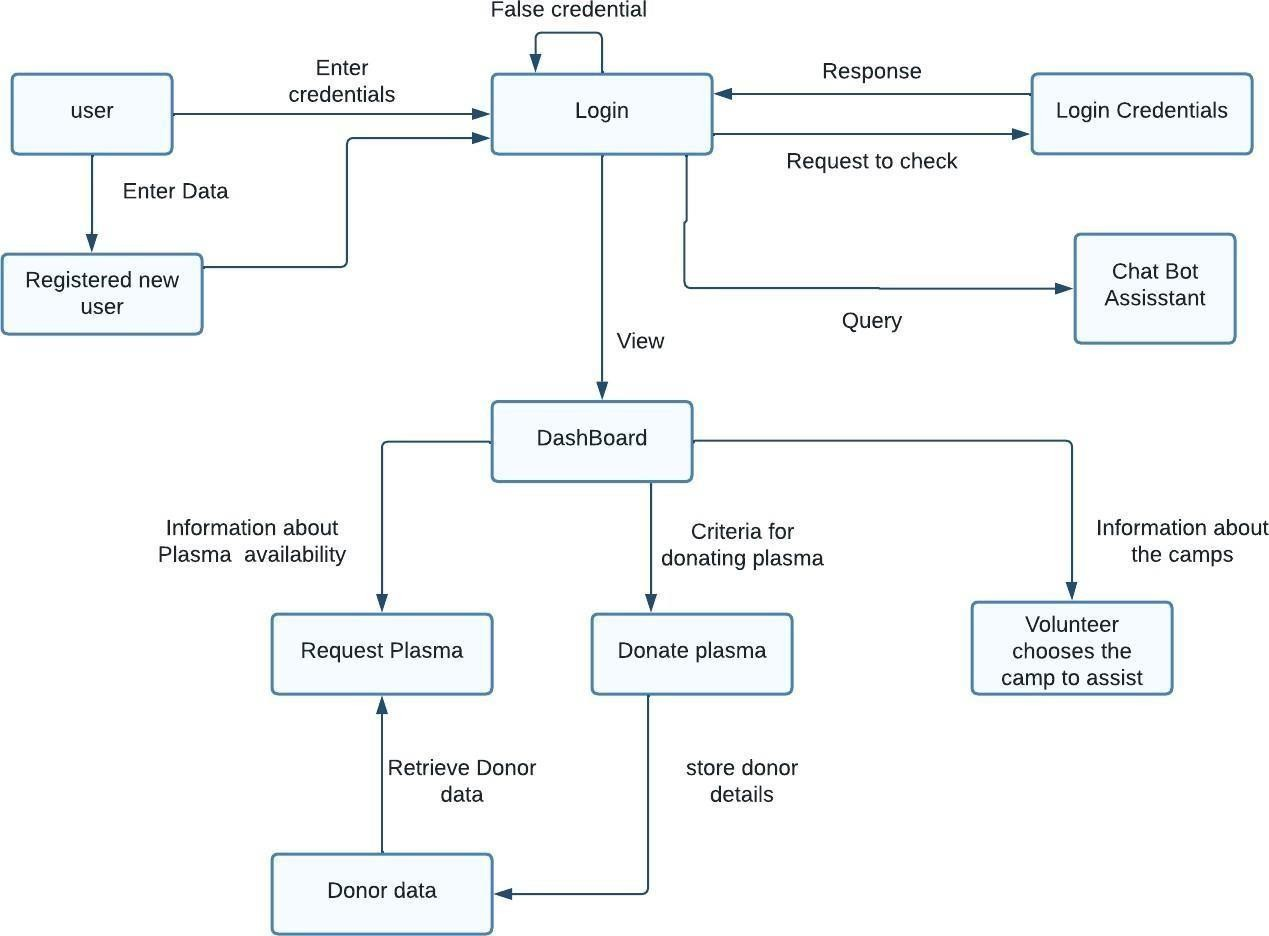 False credential
Enter
credentials
Response
user
Login
Login Credentials
Request to check
Enter Data
Registered new
user
Chat Bot
Assisstant
Query
View
DashBoard
Information about
Plasma  availability
Criteria for
donating plasma
Information about
the camps
Request Plasma
Donate plasma
Volunteer
chooses the
camp to assist
Retrieve Donor
data
store donor
details
Donor data